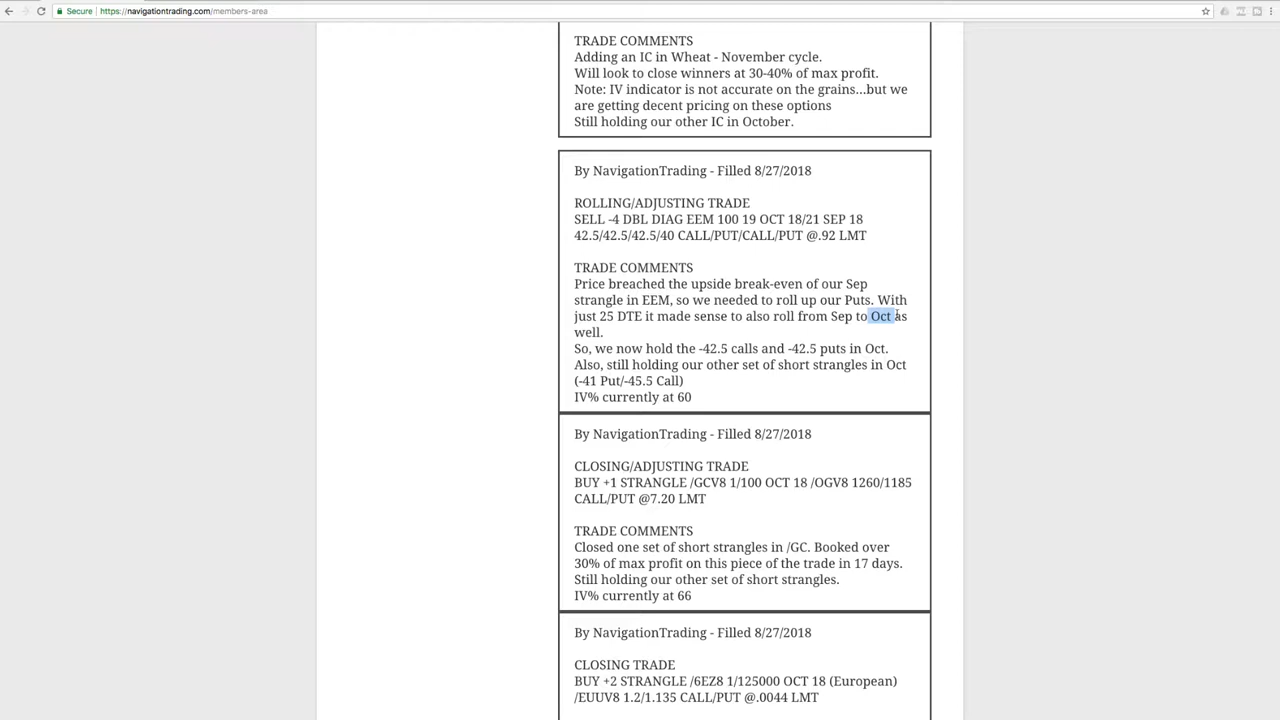 Secure
https://navigationtrading.com/members-area
TRADE COMMENTS
Adding an IC in Wheat - November cycle.
Will look to close winners at 30-40% of max profit.
Note: IV indicator is not accurate on the grains...but we
are getting decent pricing on these options
Still holding our other IC in October.
By NavigationTrading - Filled 8/27/2018
ROLLING/ADJUSTING TRADE
SELL -4 DBL DIAG EEM 100 19 OCT 18/21 SEP 18
42.5/42.5/42.5/40 CALL/PUT/CALL/PUT @.92 LMT
TRADE COMMENTS
Price breached the upside break-even of our Sep
strangle in EEM, so we needed to roll up our Puts. With
just 25 DTE it made sense to also roll from Sep to Oct as
well.
So, we now hold the -42.5 calls and -42.5 puts in Oct.
Also, still holding our other set of short strangles in Oct
(-41 Put/-45.5 Call)
IV% currently at 60
By NavigationTrading - Filled 8/27/2018
CLOSING/ADJUSTING TRADE
BUY +1 STRANGLE /GCV8 1/100 OCT 18 /OGV8 1260/1185
CALL/PUT @7.20 LMT
TRADE COMMENTS
Closed one set of short strangles in /GC. Booked over
30% of max profit on this piece of the trade in 17 days.
Still holding our other set of short strangles.
IV% currently at 66
By NavigationTrading - Filled 8/27/2018
CLOSING TRADE
BUY +2 STRANGLE /6EZ8 1/125000 OCT 18 (European)
/EUUV8 1.2/1.135 CALL/PUT @.0044 LMT